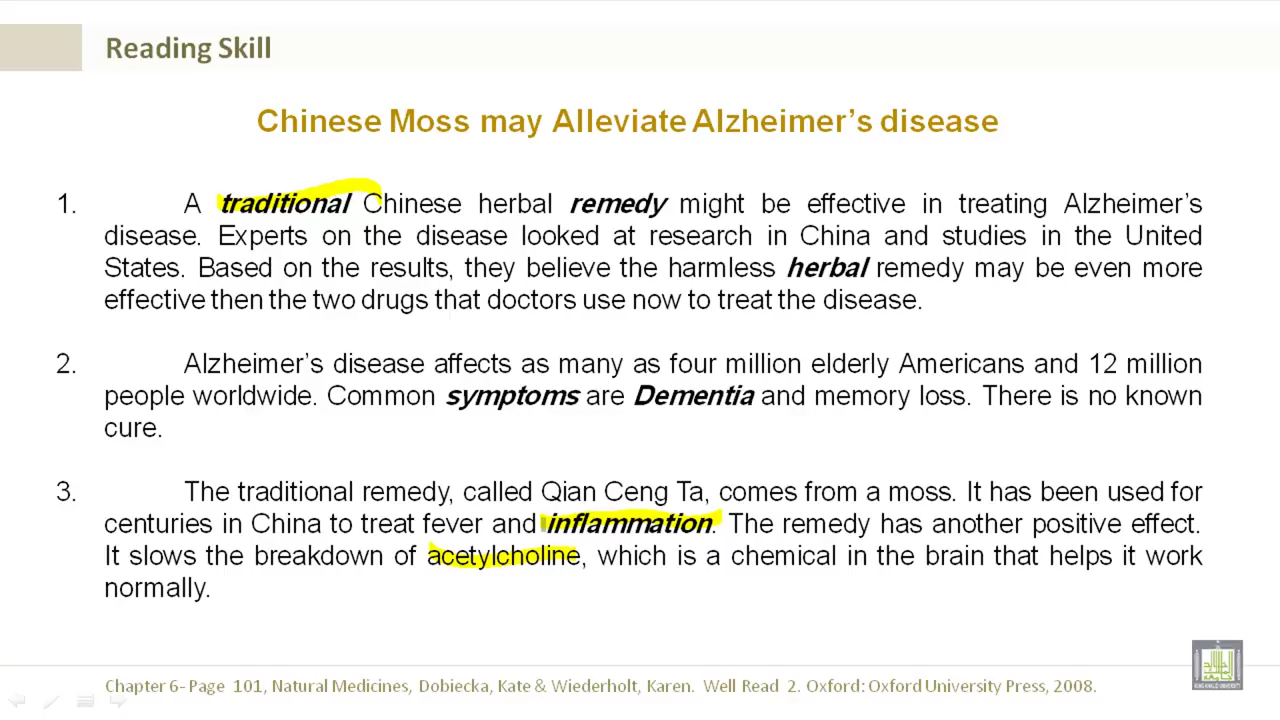 Reading Skill
Chinese Moss may Alleviate Alzheimer's disease
1. A traditional Chinese herbal remedy might be effective in treating Alzheimer's
disease. Experts on the disease looked at research in China and studies in the United
States. Based on the results, they believe the harmless herbal remedy may be even more
effective then the two drugs that doctors use now to treat the disease.
2. Alzheimer's disease affects as many as four million elderly Americans and 12 million
people worldwide. Common symptoms are Dementia and memory loss. There is no known
cure.
3. The traditional remedy, called Qian Ceng Ta, comes from a moss. It has been used for
centuries in China to treat fever and inflammation. The remedy has another positive effect.
It slows the breakdown of acetylcholine, which is a chemical in the brain that helps it work
normally.
KING KHALID UNIVERSITY
Chapter 6- Page 101, Natural Medicines, Dobiecka, Kate & Wiederholt, Karen. Well Read 2. Oxford: Oxford University Press, 2008.